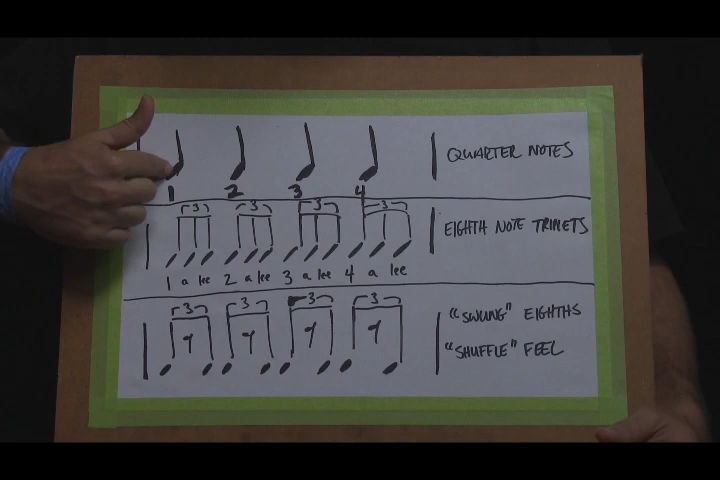 QUARTER NOTES
1 2 3 4
3 3 3 3
EIGHTH NOTE TRIPLETS
1 a lee 2 a lee 3 a lee 4 a lee
3 3 3 3
"SWUNG" EIGHTHS
"SHUFFLE" FEEL